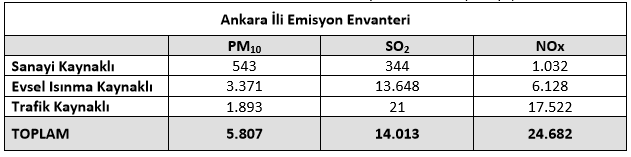 Ankara İli Emisyon Envanteri
PM10 SO2 NOx
Sanayi Kaynaklı 543 344 1.032
Evsel Isınma Kaynaklı 3.371 13.648 6.128
Trafik Kaynaklı 1.893 21 17.522
TOPLAM 5.807 14.013 24.682